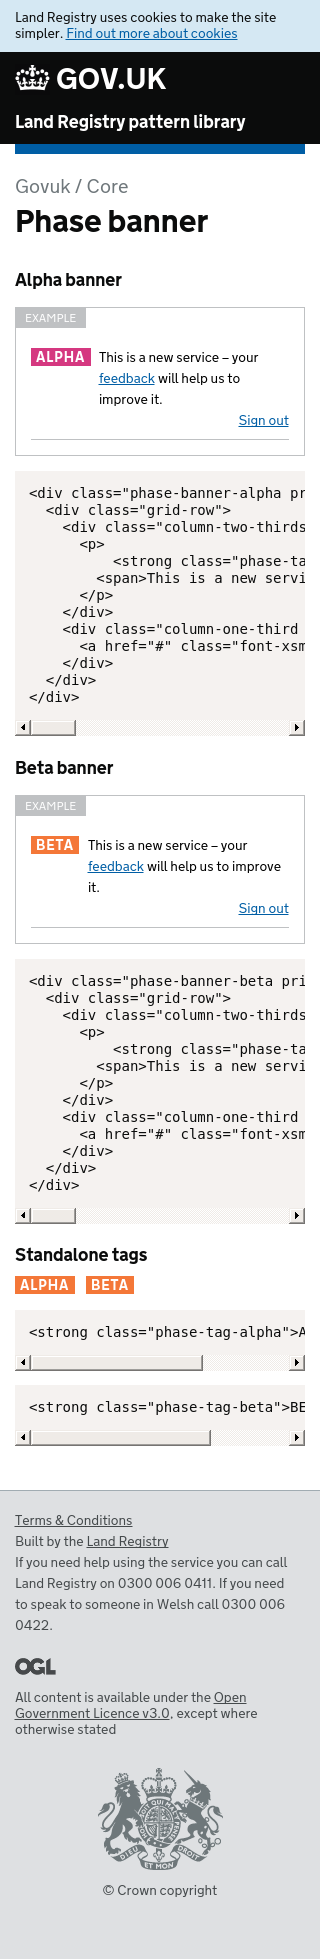 Land Registry uses cookies to make the site
simpler. Find out more about cookies
GOV.UK
Land Registry pattern library
Govuk / Core
Phase banner
Alpha banner
EXAMPLE
ALPHA This is a new service – your
feedback will help us to
improve it.
Sign out
<div class="phase-banner-alpha pr
<div class="grid-row">
<div class="column-two-thirds
<p>
<strong class="phase-ta
<span>This is a new servi
</p>
</div>
<div class="column-one-third
<a href="#" class="font-xsm
</div>
</div>
</div>
Beta banner
EXAMPLE
BETA This is a new service – your
feedback will help us to improve
it.
Sign out
<div class="phase-banner-beta pri
<div class="grid-row">
<div class="column-two-thirds
<p>
<strong class="phase-ta
<span>This is a new servi
</p>
</div>
<div class="column-one-third
<a href="#" class="font-xsm
</div>
</div>
</div>
Standalone tags
ALPHA BETA
<strong class="phase-tag-alpha">A
<strong class="phase-tag-beta">BE
Terms & Conditions
Built by the Land Registry
If you need help using the service you can call
Land Registry on 0300 006 0411. If you need
to speak to someone in Welsh call 0300 006
0422.
OGL
All content is available under the Open
Government Licence v3.0, except where
otherwise stated
DIEU ET MON DROIT
© Crown copyright